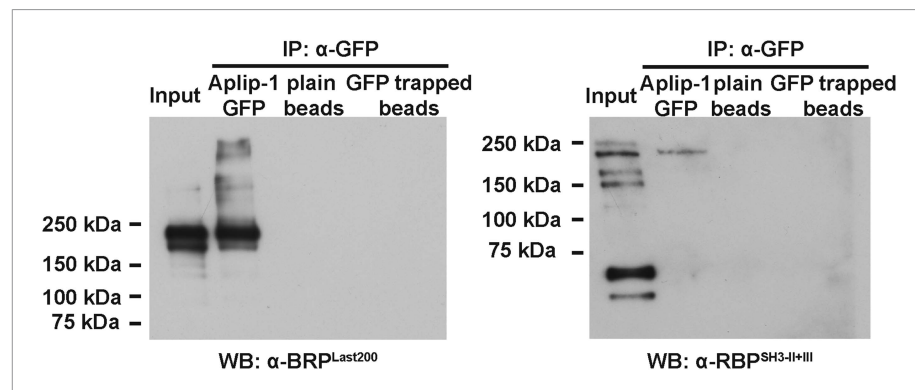 IP: α-GFP
Input Aplip-1 GFP plain beads GFP trapped beads
250 kDa
150 kDa
100 kDa
75 kDa
WB: α-BRPLast200
IP: α-GFP
Input Aplip-1 GFP plain beads GFP trapped beads
250 kDa
150 kDa
100 kDa
75 kDa
WB: α-RBPSH3-II+III